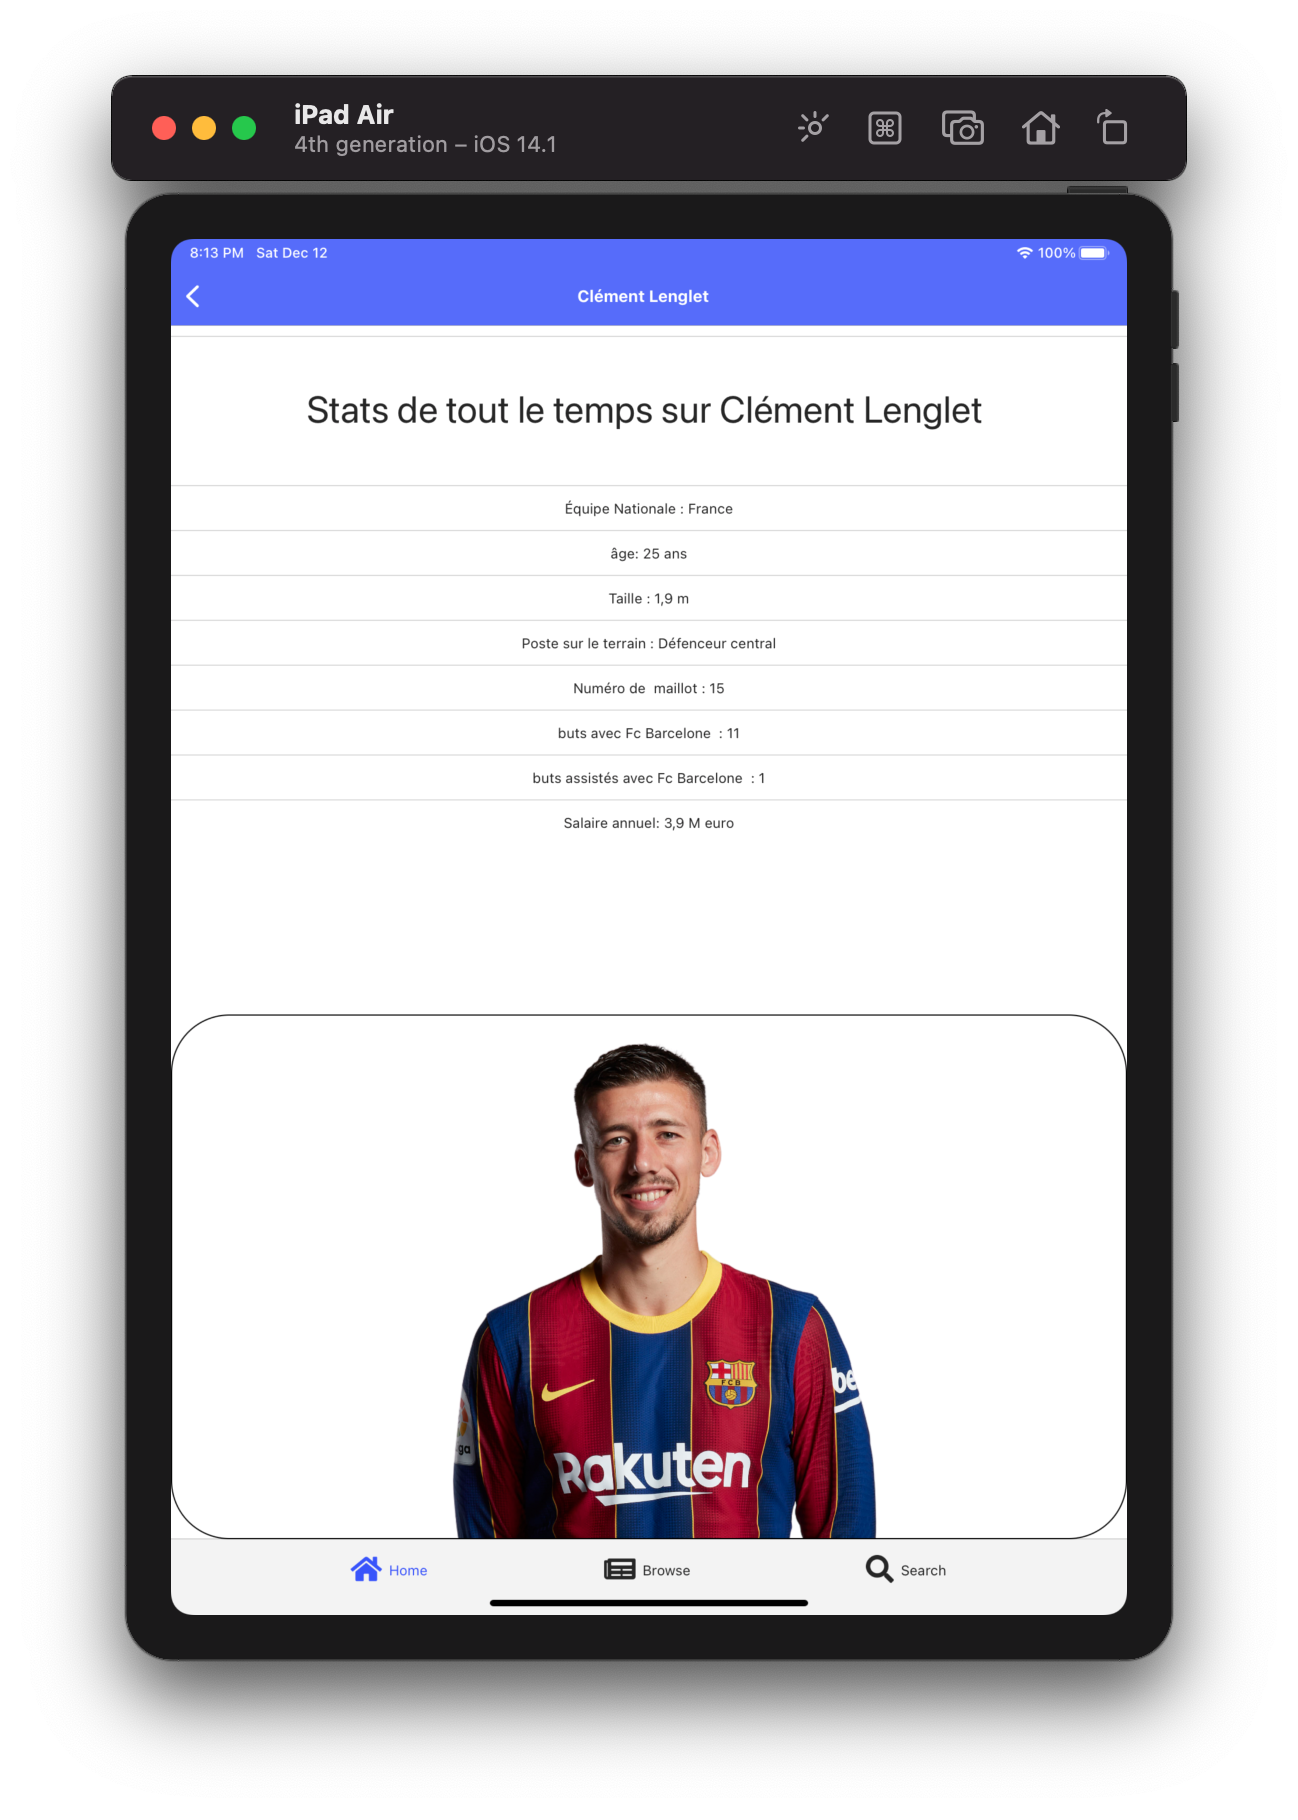 iPad Air
4th generation – iOS 14.1
8:13 PM Sat Dec 12
100%
Clément Lenglet
Stats de tout le temps sur Clément Lenglet
Équipe Nationale : France
âge: 25 ans
Taille : 1,9 m
Poste sur le terrain : Défenceur central
Numéro de  maillot : 15
buts avec Fc Barcelone  : 11
buts assistés avec Fc Barcelone  : 1
Salaire annuel: 3,9 M euro
FCB
be
ga
Rakuten
Home
Browse
Search